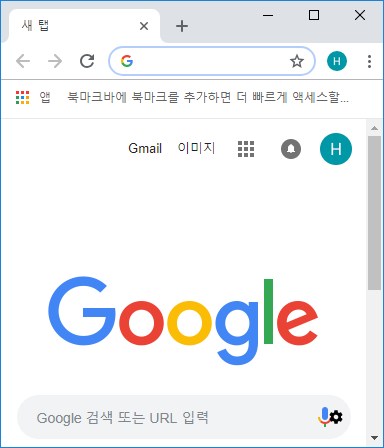 새 탭
H
앱 북마크바에 북마크를 추가하면 더 빠르게 액세스할...
Gmail 이미지 H
Google
Google 검색 또는 URL 입력